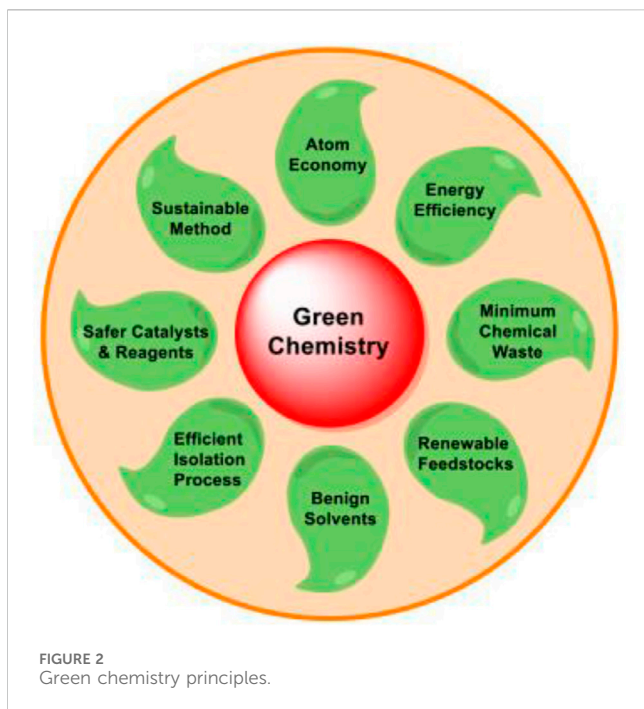 Atom
Economy
Energy
Efficiency
Minimum
Chemical
Waste
Renewable
Feedstocks
Benign
Solvents
Efficient
Isolation
Process
Safer Catalysts
& Reagents
Sustainable
Method
Green
Chemistry
FIGURE 2
Green chemistry principles.